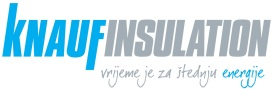 KNAUFINSULATION
vrijeme je za štednju energije